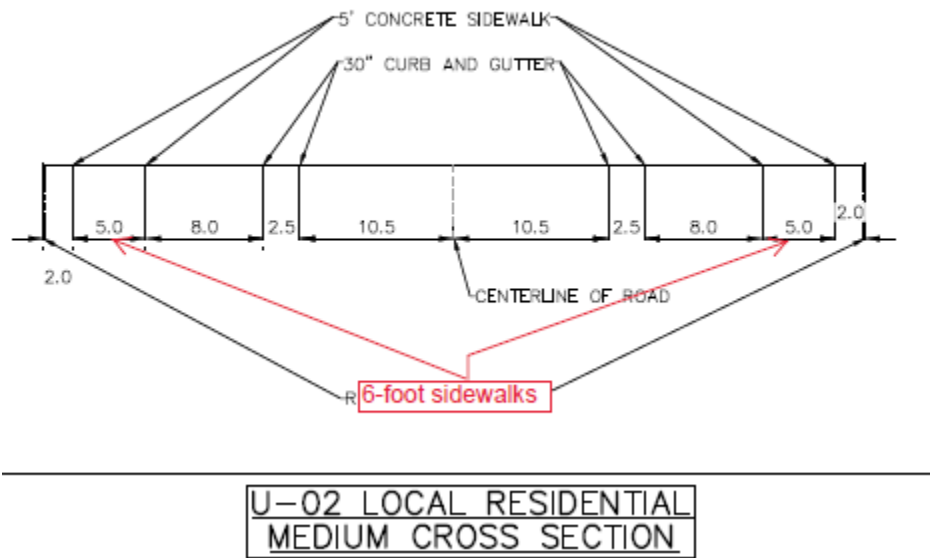 5' CONCRETE SIDEWALK
30" CURB AND GUTTER
5.0 8.0 2.5 10.5 10.5 2.5 8.0 5.0 2.0
2.0
CENTERLINE OF ROAD
R 6-foot sidewalks
U-02 LOCAL RESIDENTIAL
MEDIUM CROSS SECTION